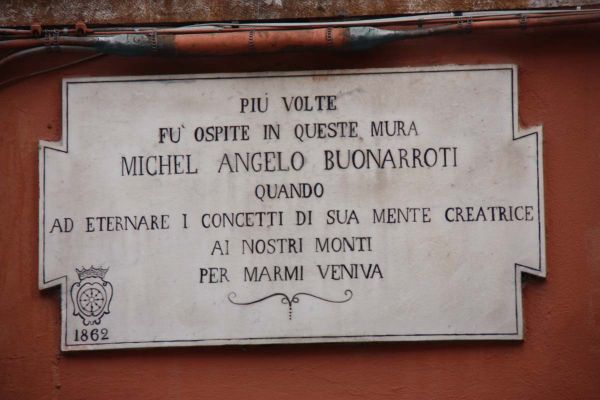 PIU VOLTE
FU' OSPITE IN QUESTE MURA
MICHEL ANGELO BUONARROTI
QUANDO
AD ETERNARE I CONCETTI DI SUA MENTE CREATRICE
AI NOSTRI MONTI
PER MARMI VENIVA
1862